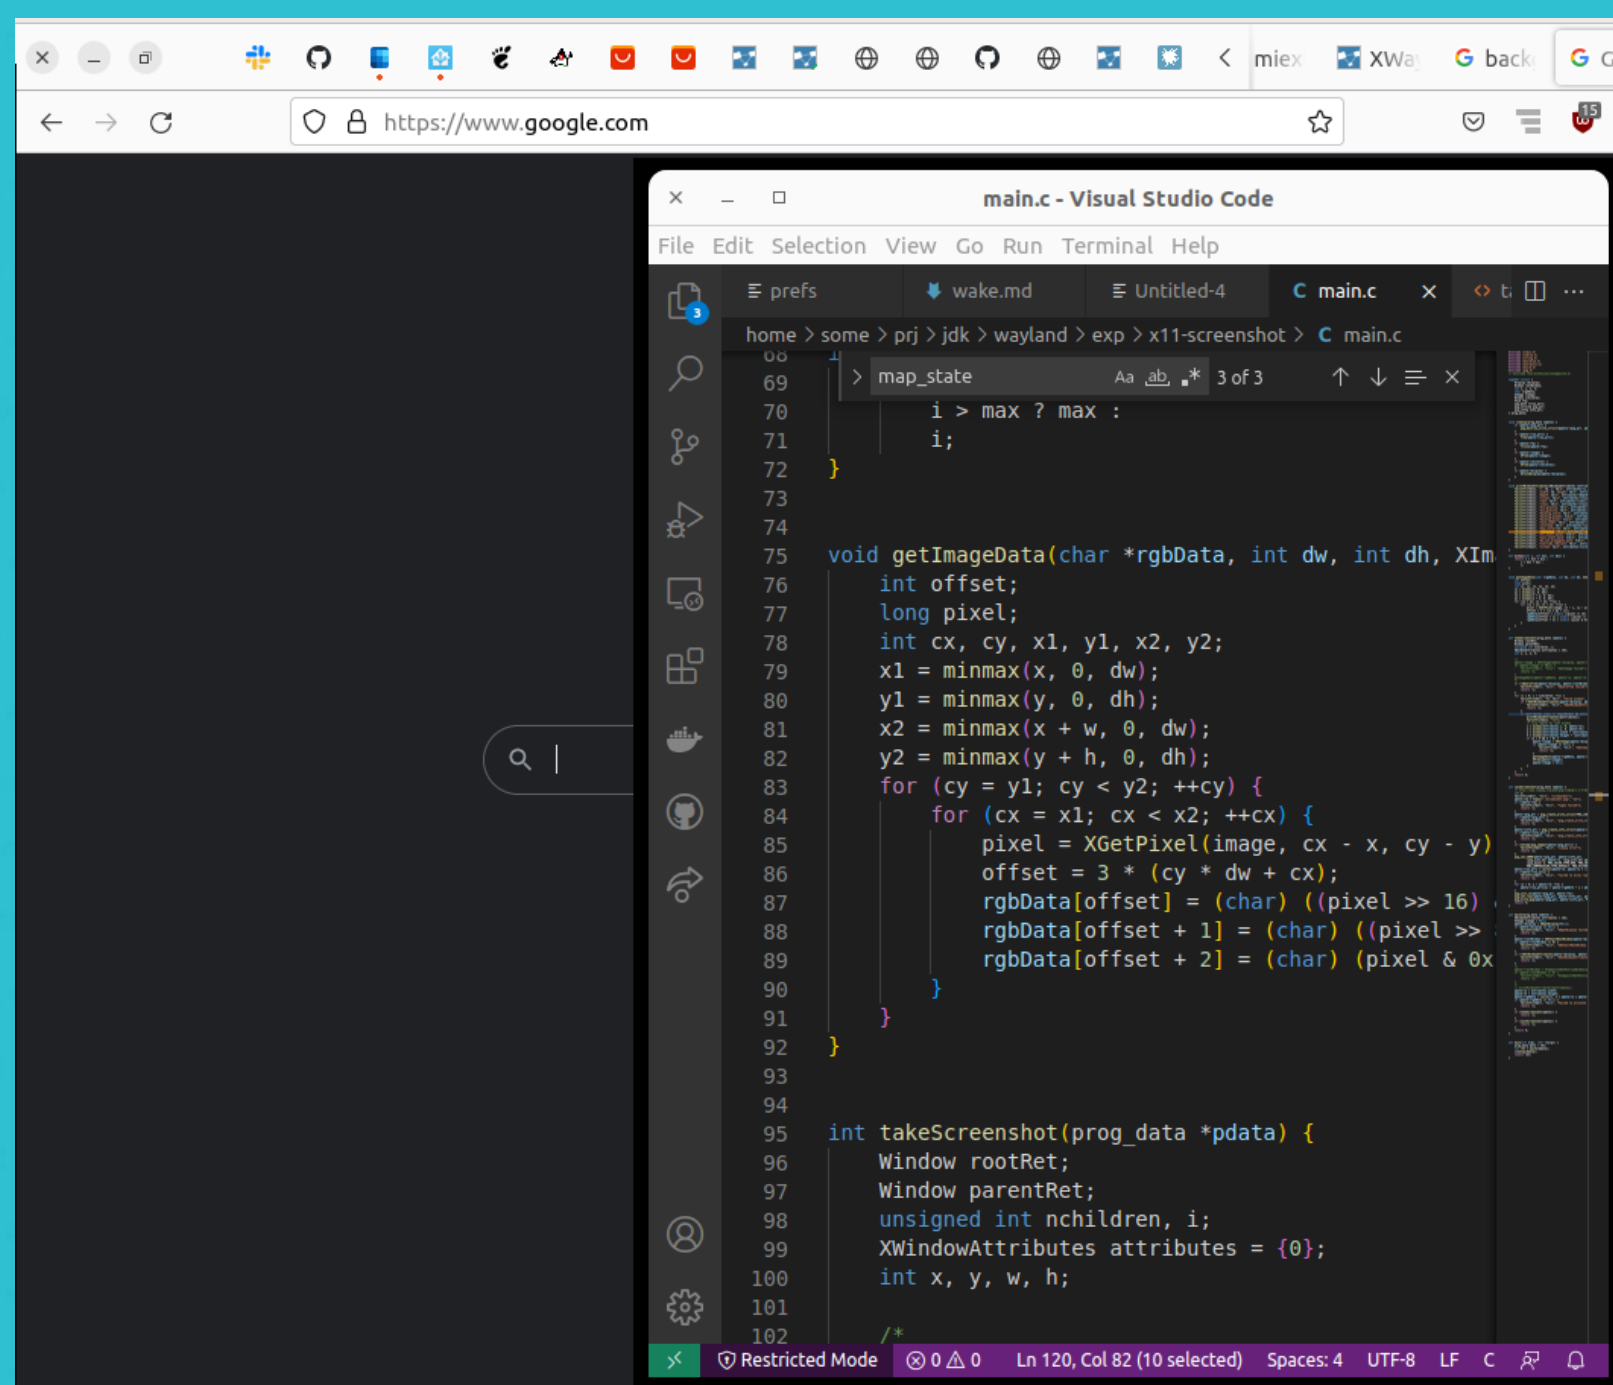 miex
XWay
back
https://www.google.com
15
main.c - Visual Studio Code
File Edit Selection View Go Run Terminal Help
prefs
wake.md
Untitled-4
C main.c
3
home > some > prj > jdk > wayland > exp > x11-screenshot > C main.c
68
map_state
Aa ab .* 3 of 3
69
70 i > max ? max :
71 i;
72 }
73
74
75 void getImageData(char *rgbData, int dw, int dh, XIm
76 int offset;
77 long pixel;
78 int cx, cy, x1, y1, x2, y2;
79 x1 = minmax(x, 0, dw);
80 y1 = minmax(y, 0, dh);
81 x2 = minmax(x + w, 0, dw);
82 y2 = minmax(y + h, 0, dh);
83 for (cy = y1; cy < y2; ++cy) {
84 for (cx = x1; cx < x2; ++cx) {
85 pixel = XGetPixel(image, cx - x, cy - y)
86 offset = 3 * (cy * dw + cx);
87 rgbData[offset] = (char) ((pixel >> 16)
88 rgbData[offset + 1] = (char) ((pixel >>
89 rgbData[offset + 2] = (char) (pixel & 0x
90 }
91 }
92 }
93
94
95 int takeScreenshot(prog_data *pdata) {
96 Window rootRet;
97 Window parentRet;
98 unsigned int nchildren, i;
99 XWindowAttributes attributes = {0};
100 int x, y, w, h;
101
102 /*
Restricted Mode 0 0 Ln 120, Col 82 (10 selected) Spaces: 4 UTF-8 LF C